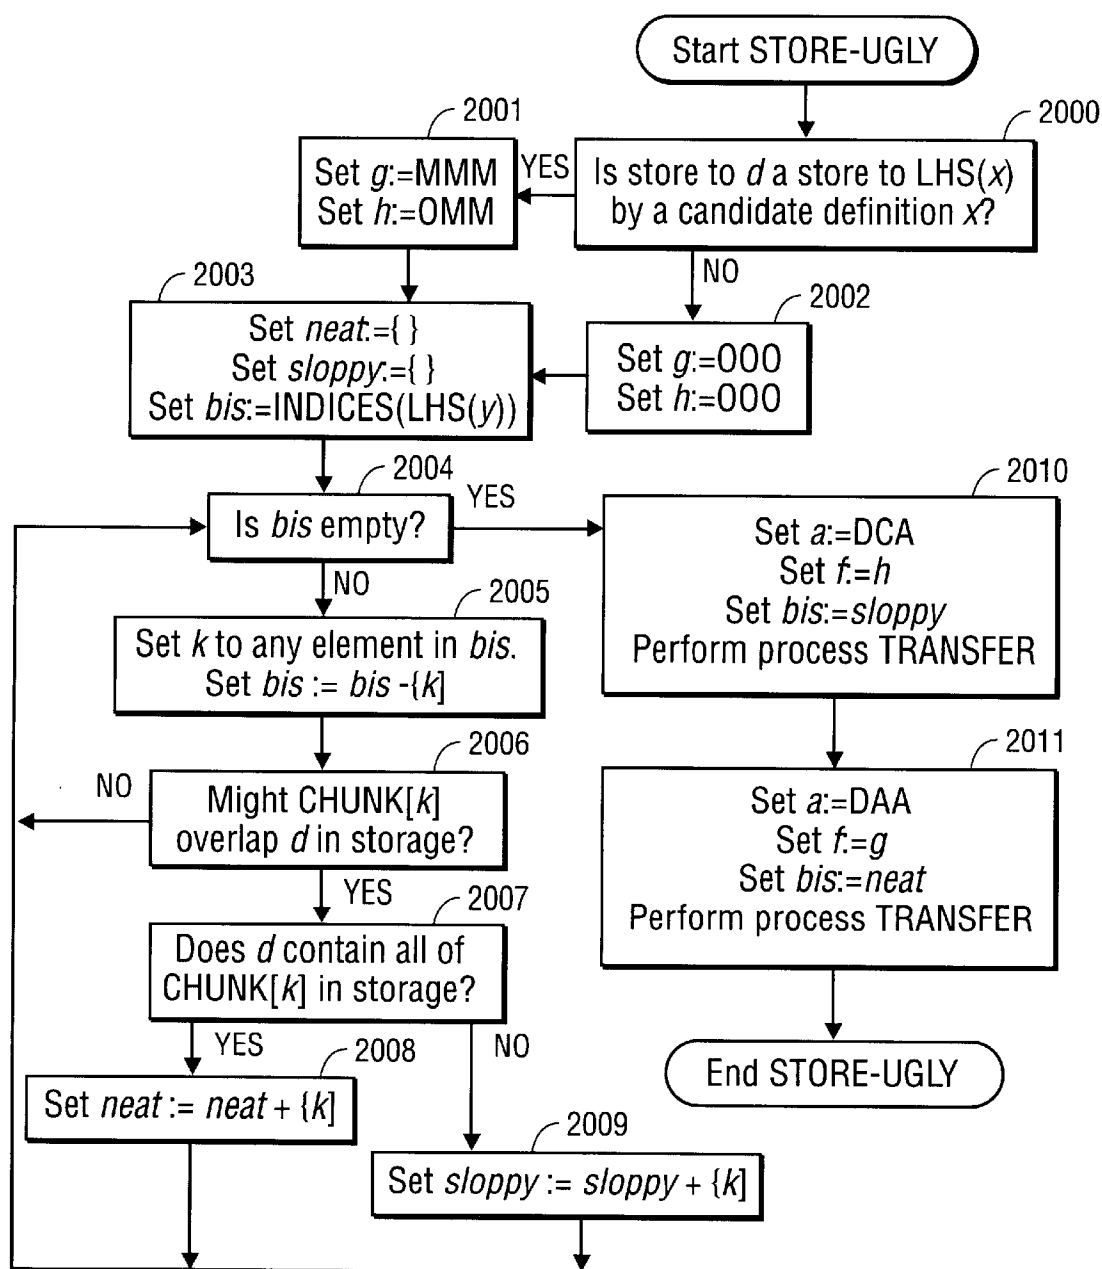 Start STORE-UGLY
2000
Is store to d a store to LHS(x)
by a candidate definition x?
YES
2001
Set g:=MMM
Set h:=OMM
NO
2002
Set g:=OOO
Set h:=OOO
2003
Set neat:={ }
Set sloppy:={ }
Set bis:=INDICES(LHS(y))
2004
Is bis empty?
YES
NO
2005
Set k to any element in bis.
Set bis := bis -{k]
2006
Might CHUNK[k]
overlap d in storage?
NO
YES
2007
Does d contain all of
CHUNK[k] in storage?
YES
NO
2008
Set neat := neat + {k]
2009
Set sloppy := sloppy + {k]
2010
Set a:=DCA
Set f:=h
Set bis:=sloppy
Perform process TRANSFER
2011
Set a:=DAA
Set f:=g
Set bis:=neat
Perform process TRANSFER
End STORE-UGLY